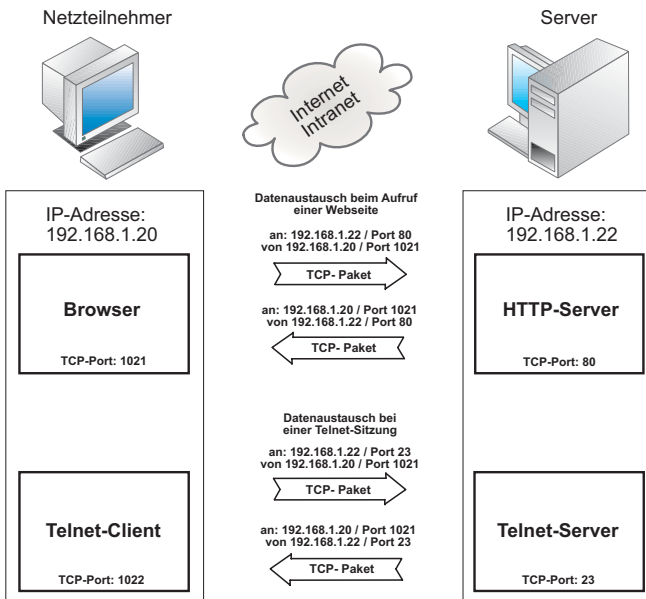 Netzteilnehmer
Server
Internet
Intranet
IP-Adresse:
192.168.1.20
Browser
TCP-Port: 1021
Telnet-Client
TCP-Port: 1022
Datenaustausch beim Aufruf
einer Webseite
an: 192.168.1.22 / Port 80
von 192.168.1.20 / Port 1021
TCP- Paket
an: 192.168.1.20 / Port 1021
von 192.168.1.22 / Port 80
TCP- Paket
Datenaustausch bei
einer Telnet-Sitzung
an: 192.168.1.22 / Port 23
von 192.168.1.20 / Port 1021
TCP- Paket
an: 192.168.1.20 / Port 1021
von 192.168.1.22 / Port 23
TCP- Paket
IP-Adresse:
192.168.1.22
HTTP-Server
TCP-Port: 80
Telnet-Server
TCP-Port: 23